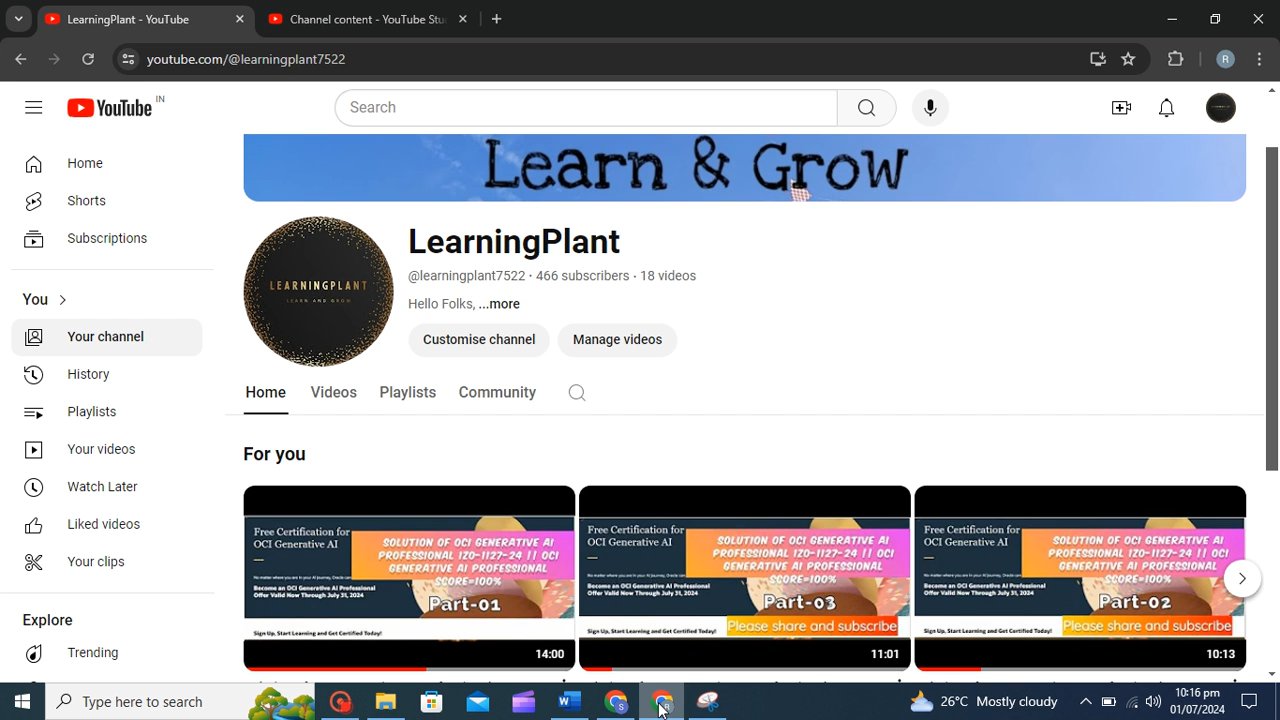 LearningPlant - YouTube
Channel content - YouTube Stu
youtube.com/@learningplant7522
R
YouTube IN
Search
Home
Shorts
Subscriptions
You
Your channel
History
Playlists
Your videos
Watch Later
Liked videos
Your clips
Explore
Trending
Learn & Grow
LEARNINGPLANT
LEARN AND GROW
LearningPlant
@learningplant7522 · 466 subscribers · 18 videos
Hello Folks, ...more
Customise channel
Manage videos
Home
Videos
Playlists
Community
For you
Free Certification for
OCI Generative AI
SOLUTION OF OCI GENERATIVE AI
PROFESSIONAL 1Z0-1127-24 || OCI
GENERATIVE AI PROFESSIONAL
SCORE=100%
Become an OCI Generative AI Professional
Offer Valid Now Through July 31, 2024
Part-01
Sign Up, Start Learning and Get Certified Today!
14:00
Free Certification for
OCI Generative AI
SOLUTION OF OCI GENERATIVE AI
PROFESSIONAL 1Z0-1127-24 || OCI
GENERATIVE AI PROFESSIONAL
SCORE=100%
Become an OCI Generative AI Professional
Offer Valid Now Through July 31, 2024
Part-03
Please share and subscribe
Sign Up, Start Learning and Get Certified Today!
11:01
Free Certification for
OCI Generative AI
SOLUTION OF OCI GENERATIVE AI
PROFESSIONAL 1Z0-1127-24 || OCI
GENERATIVE AI PROFESSIONAL
SCORE=100%
Become an OCI Generative AI Professional
Offer Valid Now Through July 31, 2024
Part-02
Please share and subscribe
Sign Up, Start Learning and Get Certified Today!
10:13
Type here to search
26°C Mostly cloudy
10:16 pm
01/07/2024